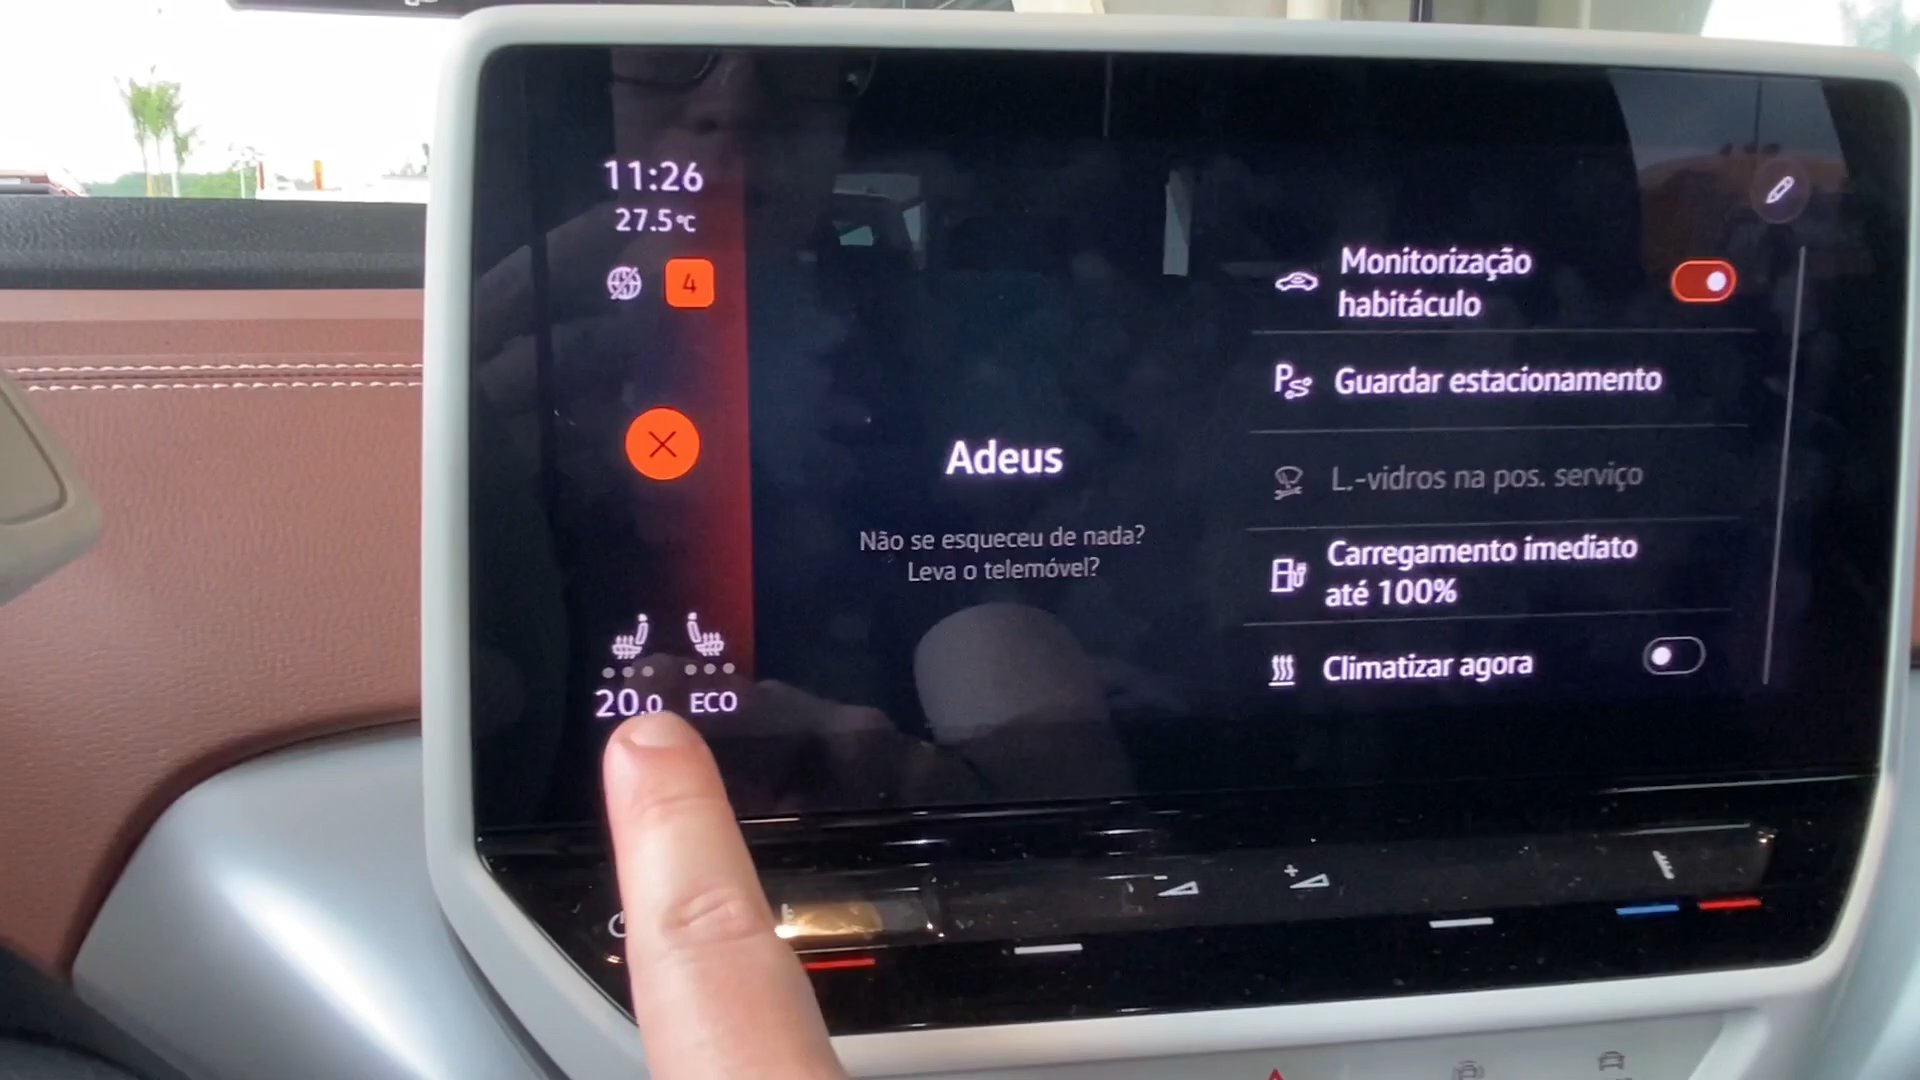 11:26
27.5°C
4
Adeus
Não se esqueceu de nada?
Leva o telemóvel?
20.0 ECO
Monitorização
habitáculo
Guardar estacionamento
L.-vidros na pos. serviço
Carregamento imediato
até 100%
Climatizar agora